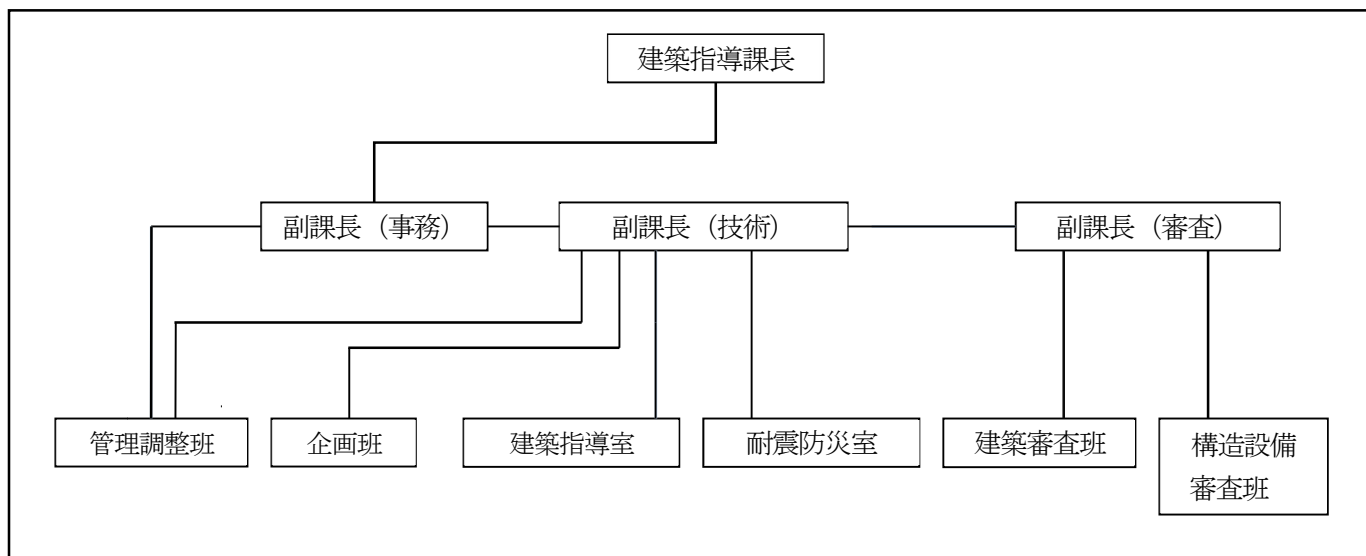 建築指導課長
副課長（事務）
副課長（技術）
副課長（審査）
管理調整班
企画班
建築指導室
耐震防災室
建築審査班
構造設備
審査班